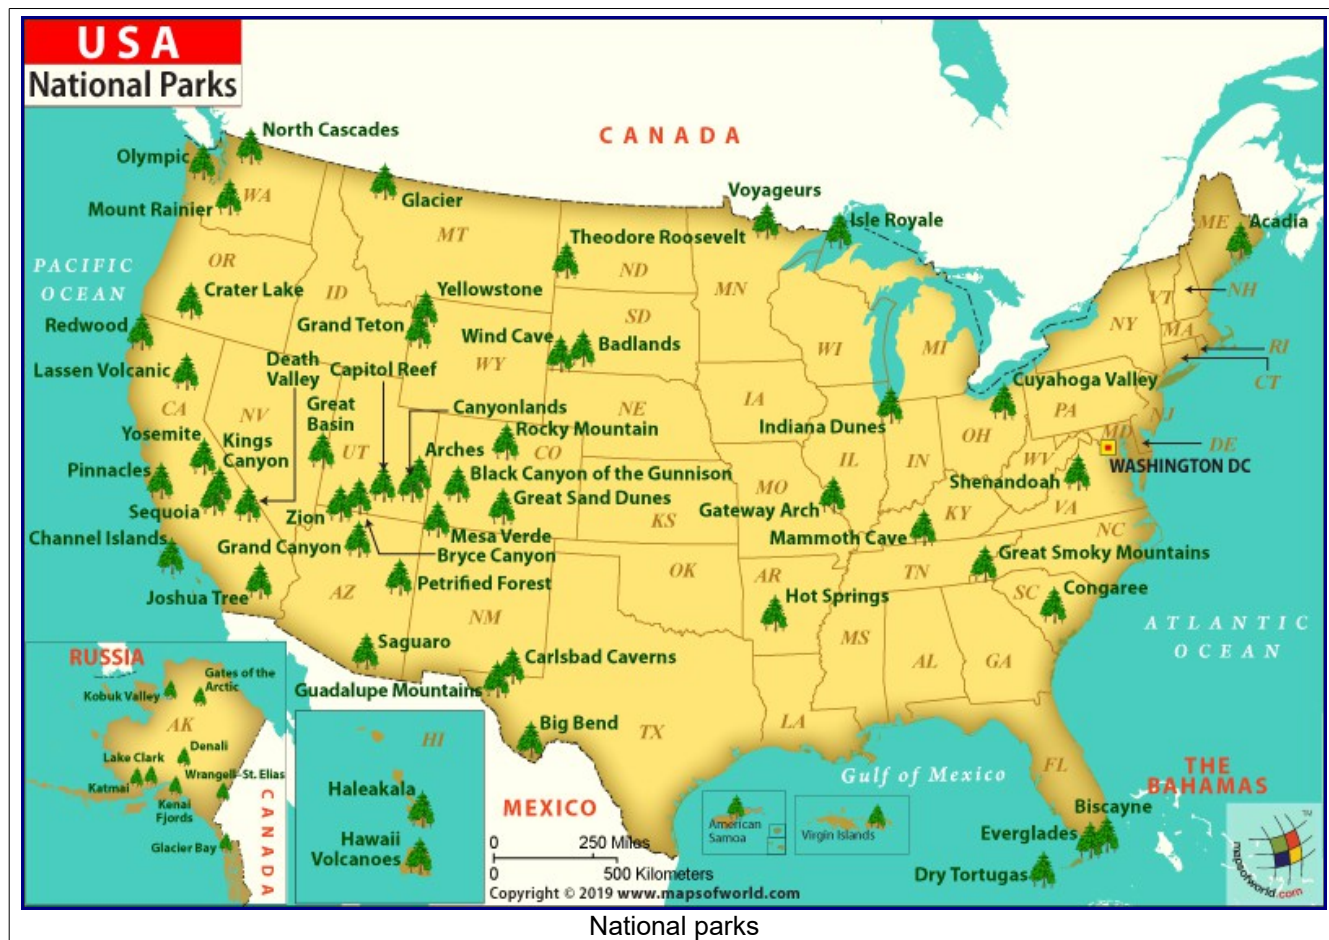 USA
National Parks
CANADA
North Cascades
Olympic
WA
Mount Rainier
Glacier
MT
Voyageurs
Isle Royale
ME
Acadia
Theodore Roosevelt
ND
MN
PACIFIC
OCEAN
OR
ID
Crater Lake
Yellowstone
Grand Teton
Redwood
SD
Wind Cave
Badlands
WY
WI
MI
NY
VT
NH
MA
RI
CT
Lassen Volcanic
Death
Valley
Capitol Reef
CA
NV
Great
Basin
Canyonlands
NE
IA
Cuyahoga Valley
PA
NJ
Indiana Dunes
OH
MD
DE
WASHINGTON DC
Yosemite
Kings
Canyon
UT
Arches
Rocky Mountain
CO
Pinnacles
Black Canyon of the Gunnison
IL
IN
WV
Shenandoah
Sequoia
Zion
Great Sand Dunes
KS
MO
Gateway Arch
KY
VA
Channel Islands
Grand Canyon
Mesa Verde
Bryce Canyon
Mammoth Cave
NC
Great Smoky Mountains
Joshua Tree
AZ
Petrified Forest
NM
OK
AR
TN
Hot Springs
SC
Congaree
ATLANTIC
OCEAN
Saguaro
Carlsbad Caverns
Guadalupe Mountains
MS
AL
GA
Big Bend
TX
LA
FL
Gulf of Mexico
THE
BAHAMAS
RUSSIA
Kobuk Valley
Gates of the
Arctic
AK
Denali
Lake Clark
Wrangell-St. Elias
Katmai
Kenai
Fjords
Glacier Bay
CANADA
HI
Haleakala
Hawaii
Volcanoes
MEXICO
0 250 Miles
0 500 Kilometers
Copyright © 2019 www.mapsofworld.com
American
Samoa
Virgin Islands
Biscayne
Everglades
Dry Tortugas
TM
mapsofworld.com
National parks